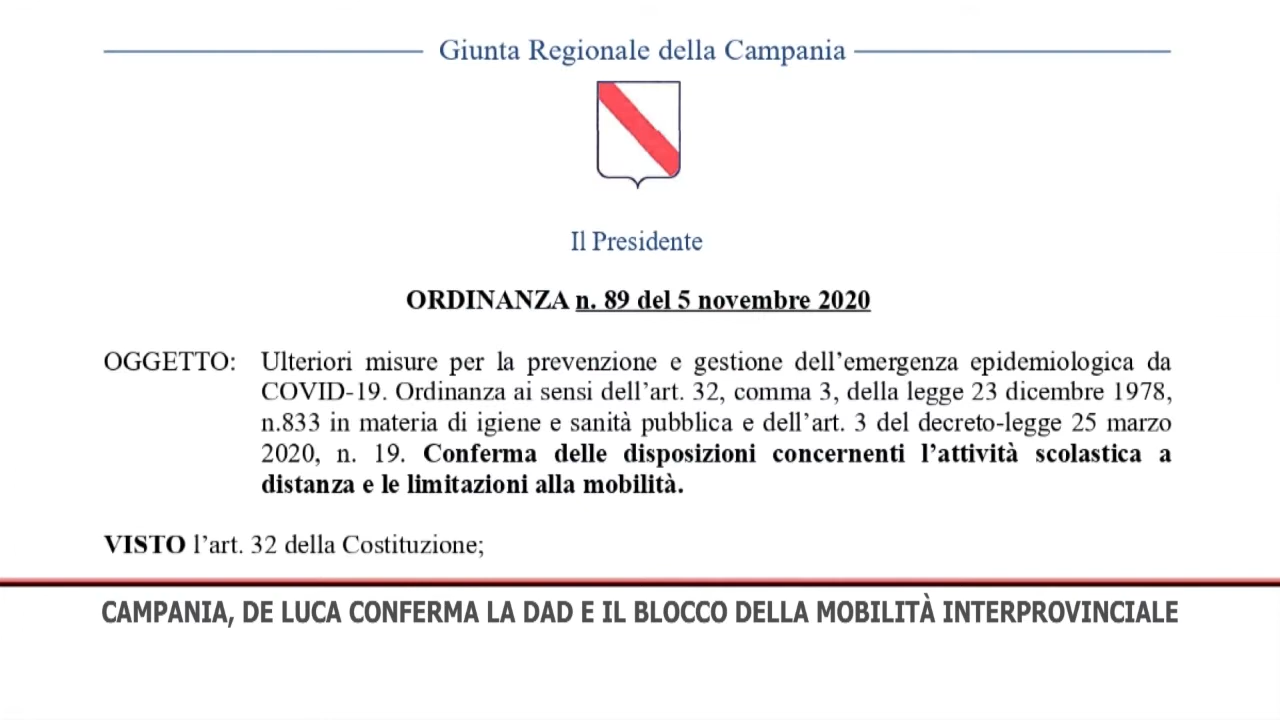 Giunta Regionale della Campania
Il Presidente
ORDINANZA n. 89 del 5 novembre 2020
OGGETTO: Ulteriori misure per la prevenzione e gestione dell’emergenza epidemiologica da
COVID-19. Ordinanza ai sensi dell’art. 32, comma 3, della legge 23 dicembre 1978,
n.833 in materia di igiene e sanità pubblica e dell’art. 3 del decreto-legge 25 marzo
2020, n. 19. Conferma delle disposizioni concernenti l’attività scolastica a
distanza e le limitazioni alla mobilità.
VISTO l’art. 32 della Costituzione;
CAMPANIA, DE LUCA CONFERMA LA DAD E IL BLOCCO DELLA MOBILITÀ INTERPROVINCIALE